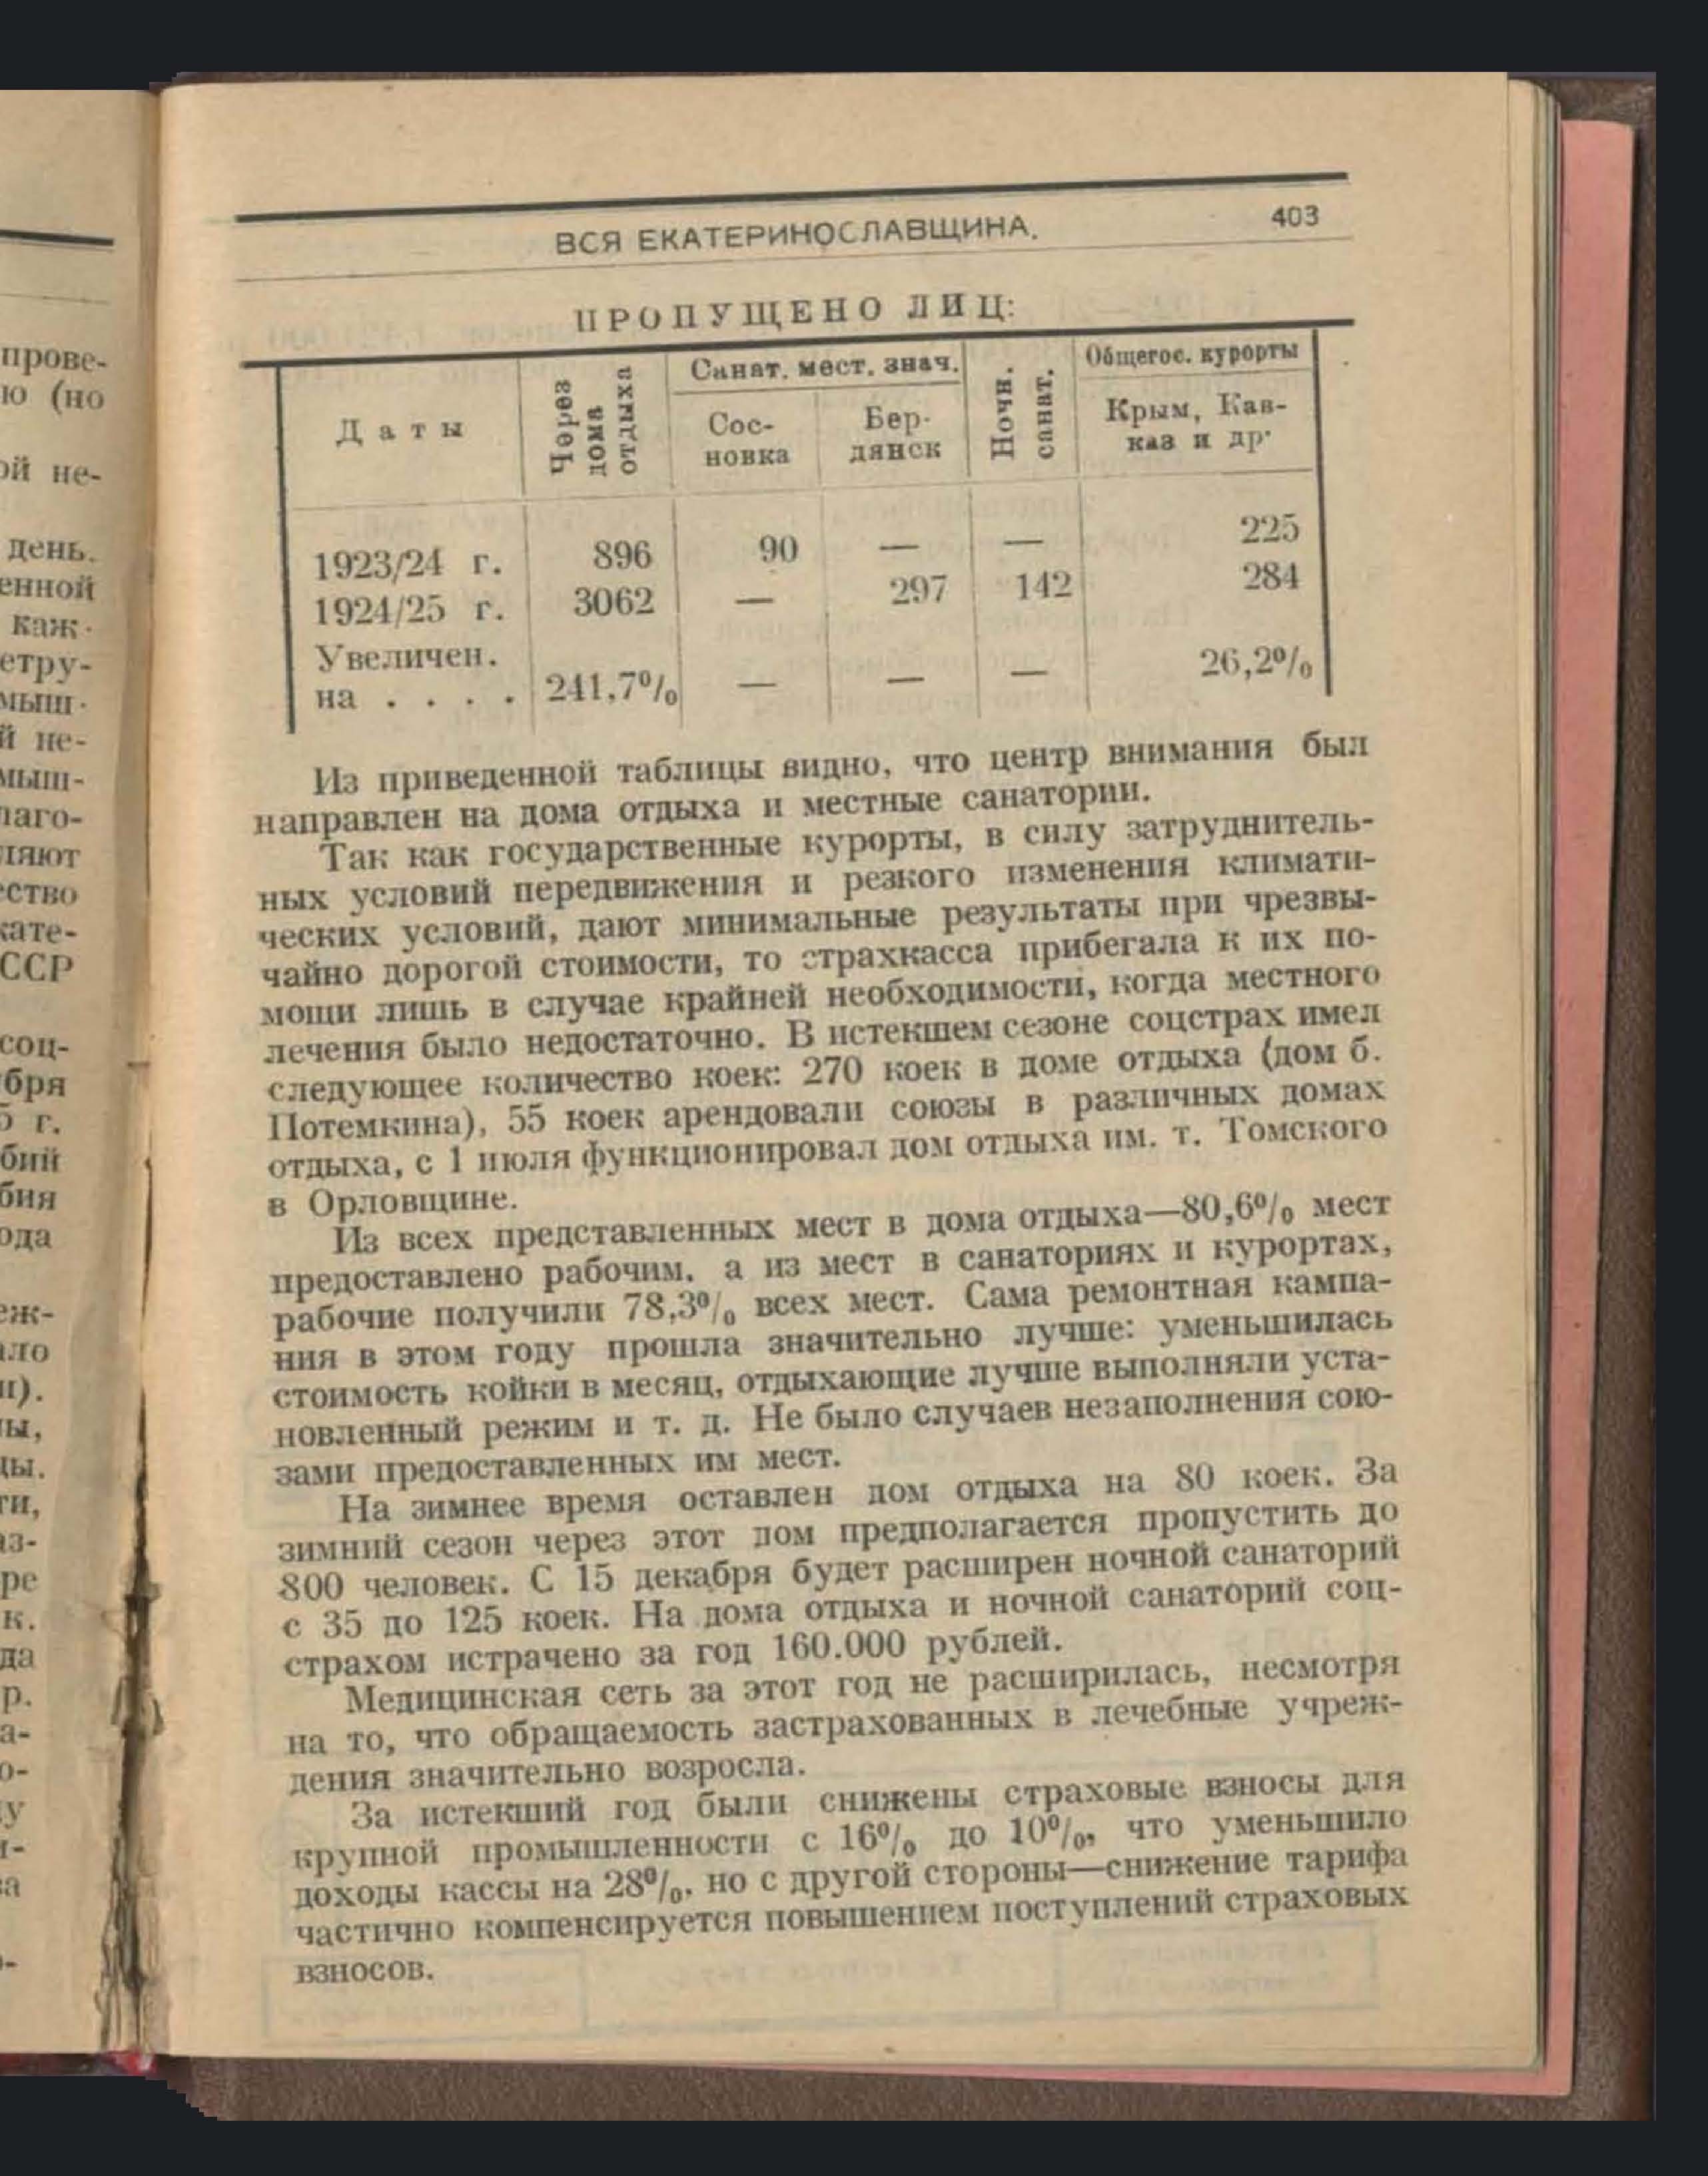 ВСЯ ЕКАТЕРИНОСЛАВЩИНА. 403
ПРОПУЩЕНО ЛИЦ:
Даты
Через дома отдыха
Санат. мест. знач.
Сос-
новка
Бер-
дянск
Ночн. санат.
Общегос. курорты
Крым, Кав-
каз и др.
1923/24 г. 896 90 — — 225
1924/25 г. 3062 — 297 142 284
Увеличен.
на . . . . 241,7% — — — 26,2%
Из приведенной таблицы видно, что центр внимания был
направлен на дома отдыха и местные санатории.
Так как государственные курорты, в силу затруднитель-
ных условий передвижения и резкого изменения климати-
ческих условий, дают минимальные результаты при чрезвы-
чайно дорогой стоимости, то страхкасса прибегала к их по-
мощи лишь в случае крайней необходимости, когда местного
лечения было недостаточно. В истекшем сезоне соцстрах имел
следующее количество коек: 270 коек в доме отдыха (дом б.
Потемкина), 55 коек арендовали союзы в различных домах
отдыха, с 1 июля функционировал дом отдыха им. т. Томского
в Орловщине.
Из всех представленных мест в дома отдыха—80,6% мест
предоставлено рабочим, а из мест в санаториях и курортах,
рабочие получили 78,3% всех мест. Сама ремонтная кампа-
ния в этом году прошла значительно лучше: уменьшилась
стоимость койки в месяц, отдыхающие лучше выполняли уста-
новленный режим и т. д. Не было случаев незаполнения сою-
зами предоставленных им мест.
На зимнее время оставлен дом отдыха на 80 коек. За
зимний сезон через этот дом предполагается пропустить до
800 человек. С 15 декабря будет расширен ночной санаторий
с 35 до 125 коек. На дома отдыха и ночной санаторий соц-
страхом истрачено за год 160.000 рублей.
Медицинская сеть за этот год не расширилась, несмотря
на то, что обращаемость застрахованных в лечебные учреж-
дения значительно возросла.
За истекший год были снижены страховые взносы для
крупной промышленности с 16% до 10%, что уменьшило
доходы кассы на 28%, но с другой стороны—снижение тарифа
частично компенсируется повышением поступлений страховых
взносов.